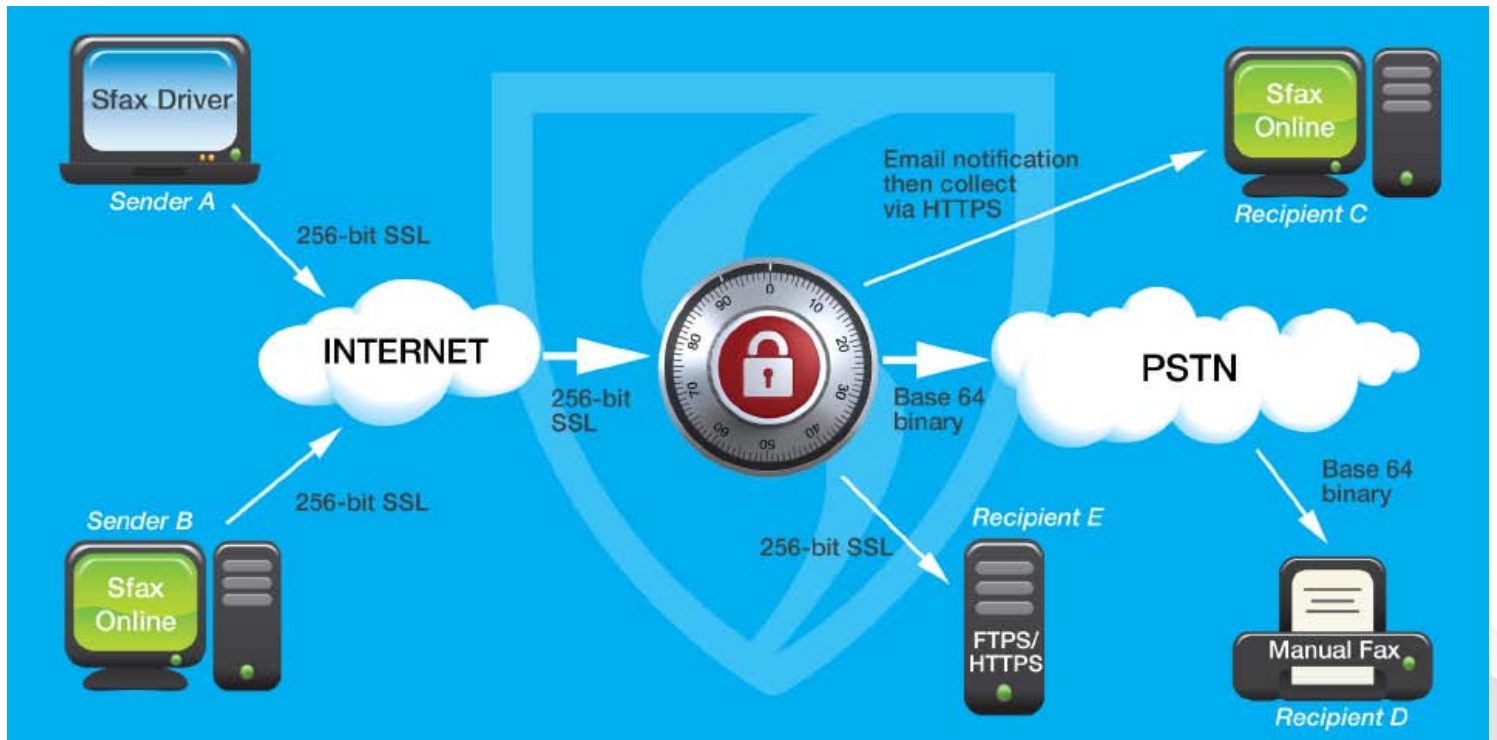 Sfax Driver
Sender A
256-bit SSL
INTERNET
256-bit SSL
Sender B
Sfax
Online
256-bit
SSL
0
10
20
30
40
50
60
70
80
90
Email notification
then collect
via HTTPS
Sfax
Online
Recipient C
Base 64
binary
PSTN
Base 64
binary
256-bit SSL
Recipient E
FTPS/
HTTPS
Manual Fax
Recipient D